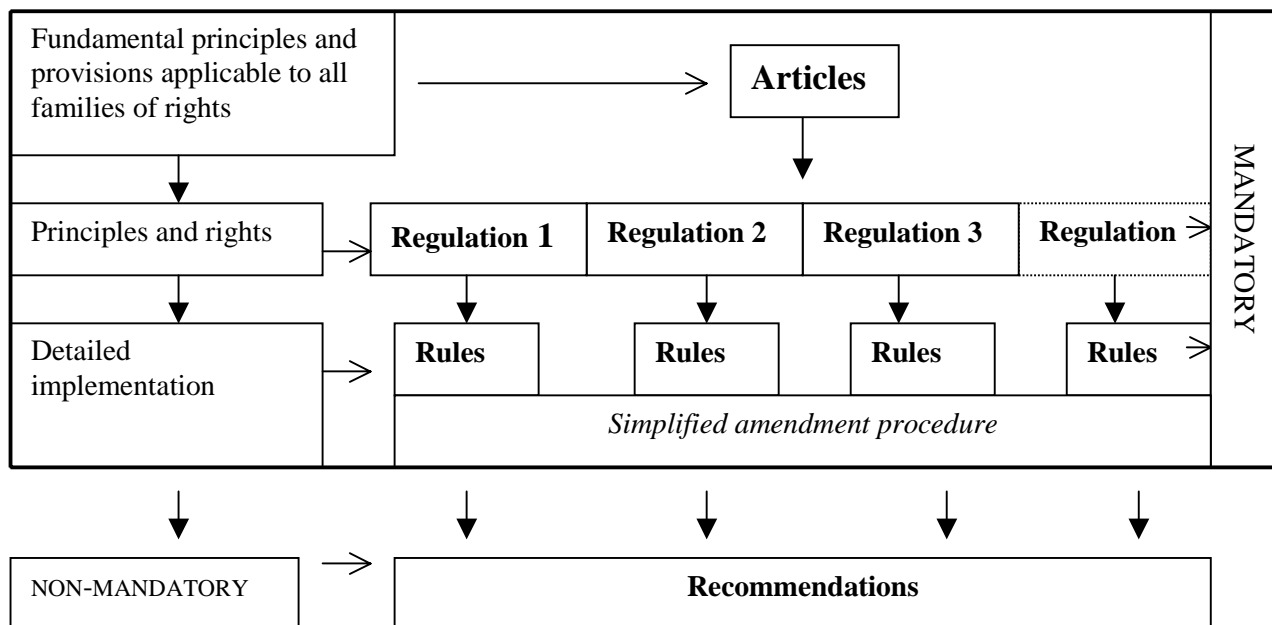 Fundamental principles and
provisions applicable to all
families of rights
Articles
MANDATORY
Principles and rights
Regulation 1
Regulation 2
Regulation 3
Regulation
Detailed
implementation
Rules
Rules
Rules
Rules
Simplified amendment procedure
NON-MANDATORY
Recommendations